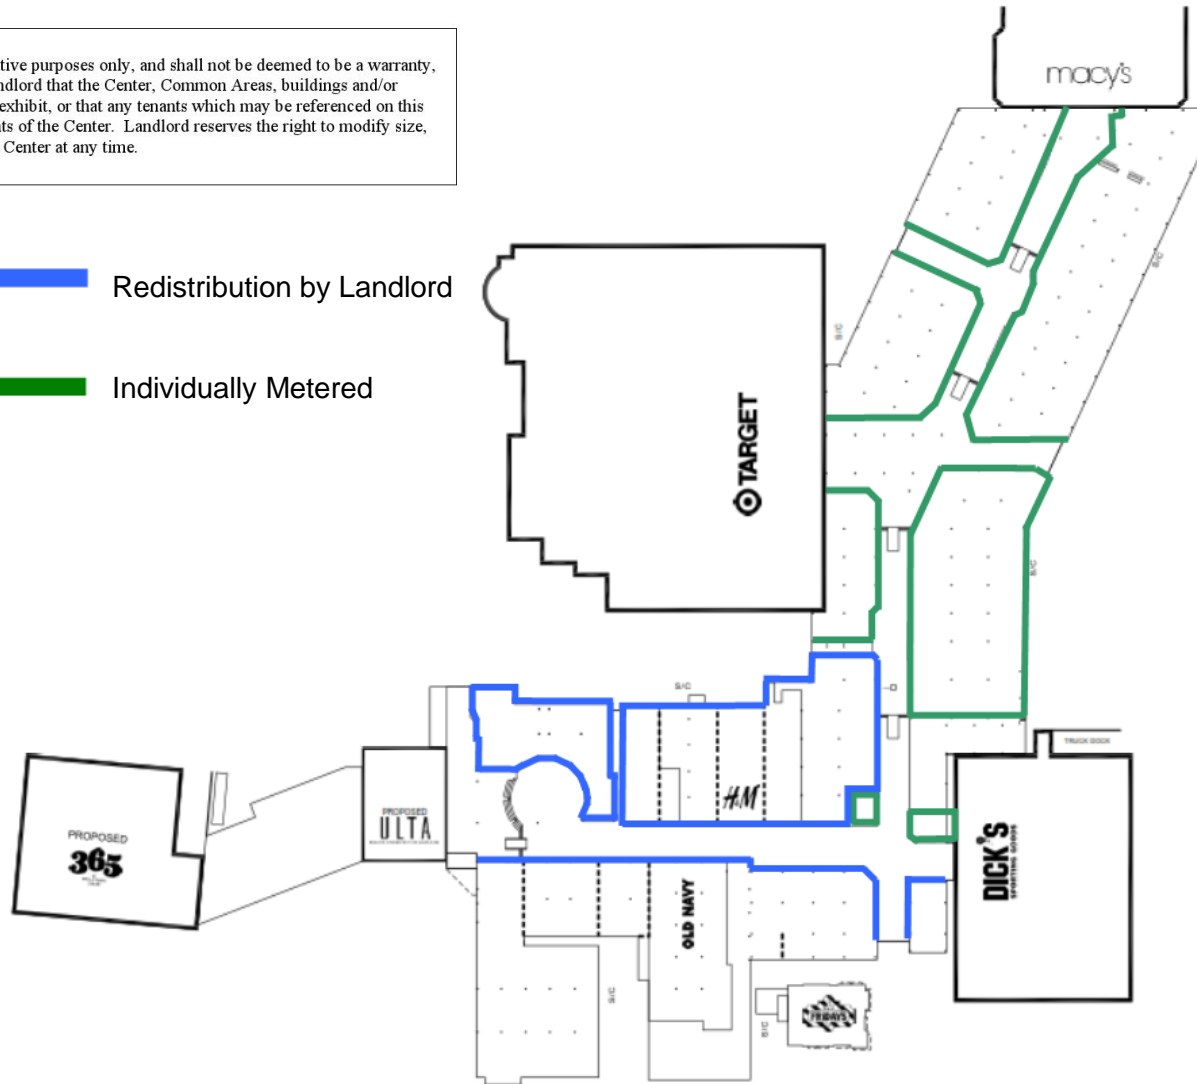 tive purposes only, and shall not be deemed to be a warranty,
ndlord that the Center, Common Areas, buildings and/or
exhibit, or that any tenants which may be referenced on this
ts of the Center. Landlord reserves the right to modify size,
Center at any time.
macy's
Redistribution by Landlord
Individually Metered
S/C
S/C
TARGET
S/C
S/C
TRUCK DOCK
H&M
PROPOSED
ULTA
PROPOSED
365
DICK'S
SPORTING GOODS
OLD NAVY
S/C
S/C
FRIDAYS